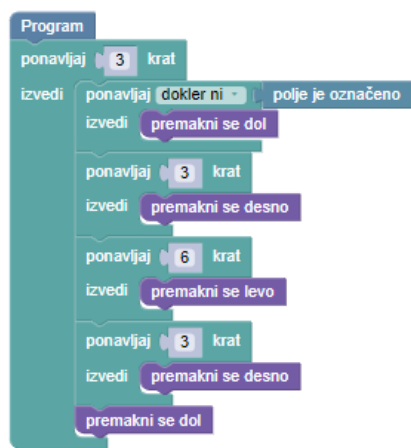 Program
ponavljaj 3 krat
izvedi ponavljaj dokler ni polje je označeno
izvedi premakni se dol
ponavljaj 3 krat
izvedi premakni se desno
ponavljaj 6 krat
izvedi premakni se levo
ponavljaj 3 krat
izvedi premakni se desno
premakni se dol